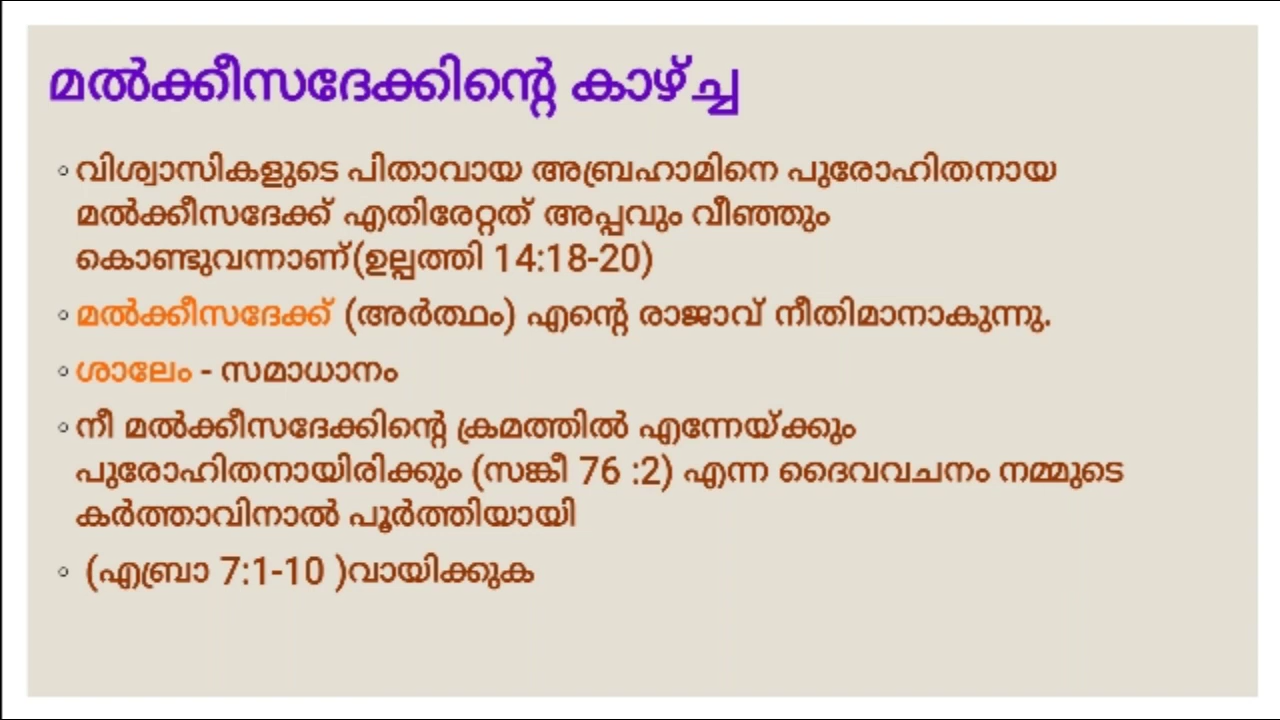 മൽക്കീസദേക്കിന്റെ കാഴ്ച്ച
◦ വിശ്വാസികളുടെ പിതാവായ അബ്രഹാമിനെ പുരോഹിതനായ
മൽക്കീസദേക്ക് എതിരേറ്റത് അപ്പവും വീഞ്ഞും
കൊണ്ടുവന്നാണ്(ഉല്പത്തി 14:18-20)
◦ മൽക്കീസദേക്ക് (അർത്ഥം) എന്റെ രാജാവ് നീതിമാനാകുന്നു.
◦ ശാലേം - സമാധാനം
◦ നീ മൽക്കീസദേക്കിന്റെ ക്രമത്തിൽ എന്നേയ്ക്കും
പുരോഹിതനായിരിക്കും (സങ്കീ 76 :2) എന്ന ദൈവവചനം നമ്മുടെ
കർത്താവിനാൽ പൂർത്തിയായി
◦ (എബ്രാ 7:1-10 )വായിക്കുക